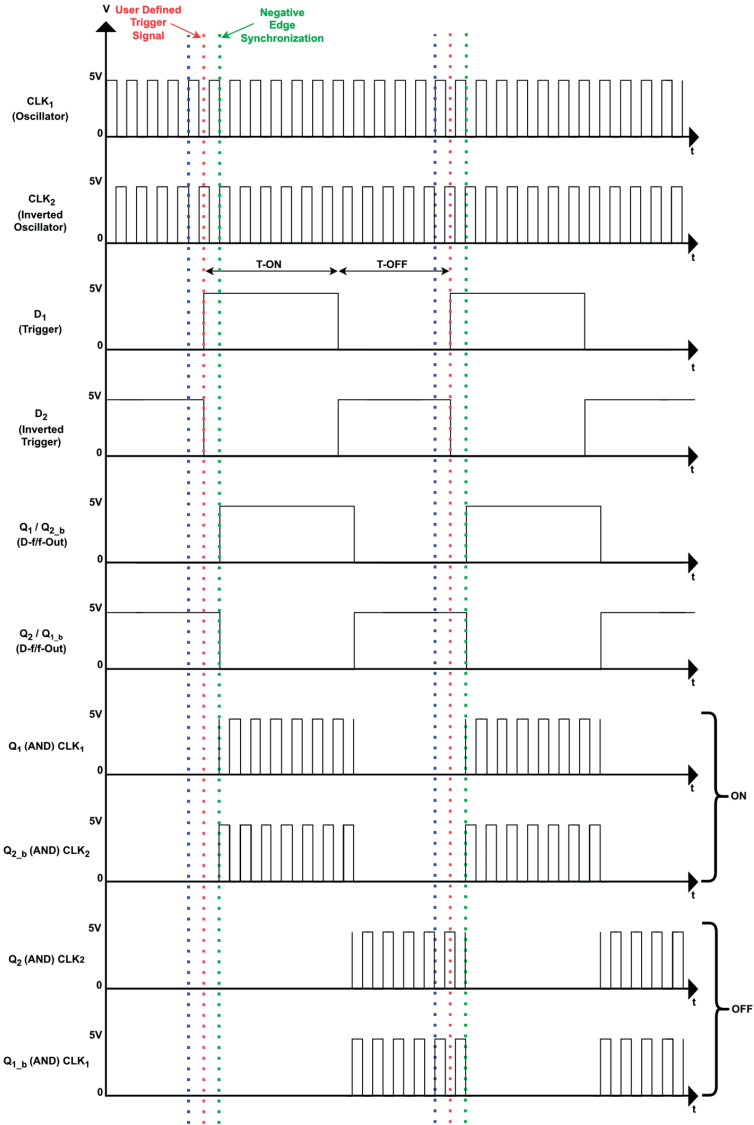 V
User Defined
Trigger
Signal
Negative
Edge
Synchronization
5V
CLK1
(Oscillator)
0
t
5V
CLK2
(Inverted
Oscillator)
0
t
T-ON
T-OFF
5V
D1
(Trigger)
0
t
5V
D2
(Inverted
Trigger)
0
t
5V
Q1 / Q2_b
(D-f/f-Out)
0
t
5V
Q2 / Q1_b
(D-f/f-Out)
0
t
5V
Q1 (AND) CLK1
0
t
ON
5V
Q2_b (AND) CLK2
0
t
5V
Q2 (AND) CLK2
0
t
OFF
5V
Q1_b (AND) CLK1
0
t